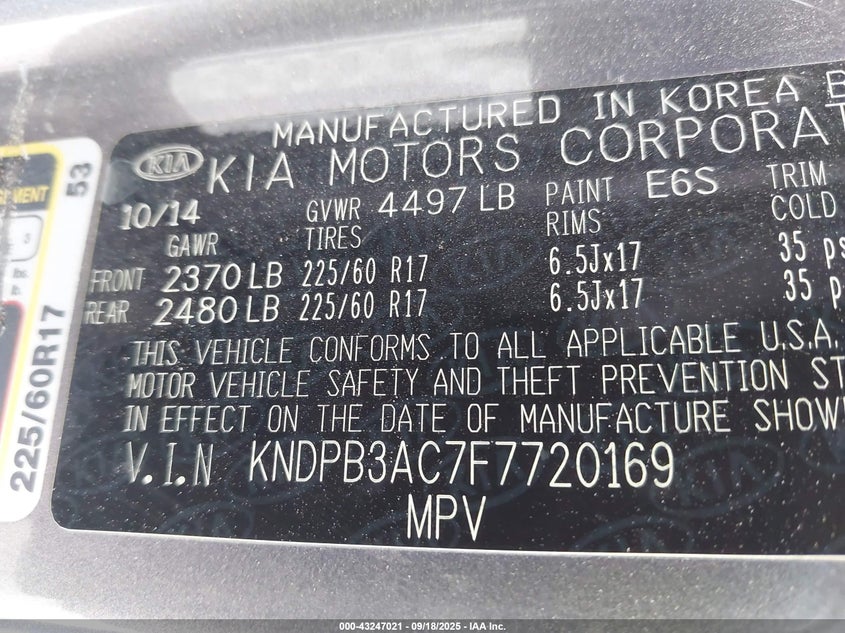 MANUFACTURED IN KOREA B
KIA KIA MOTORS CORPORAT
10/14 GVWR 4497 LB PAINT E6S TRIM
GAWR TIRES RIMS COLD
FRONT 2370 LB 225/60 R17 6.5Jx17 35 ps
REAR 2480 LB 225/60 R17 6.5Jx17 35 p
THIS VEHICLE CONFORMS TO ALL APPLICABLE U.S.A.
MOTOR VEHICLE SAFETY AND THEFT PREVENTION ST
IN EFFECT ON THE DATE OF MANUFACTURE SHOW
V.I.N KNDPB3AC7F7720169
MPV
53
225/60R17
lbs.
000-43247021 - 09/18/2025 - IAA Inc.